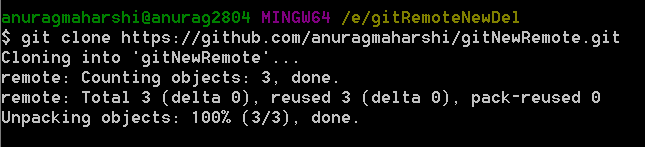 anuragmaharshi@anurag2804 MINGW64 /e/gitRemoteNewDel
$ git clone https://github.com/anuragmaharshi/gitNewRemote.git
Cloning into 'gitNewRemote'...
remote: Counting objects: 3, done.
remote: Total 3 (delta 0), reused 3 (delta 0), pack-reused 0
Unpacking objects: 100% (3/3), done.